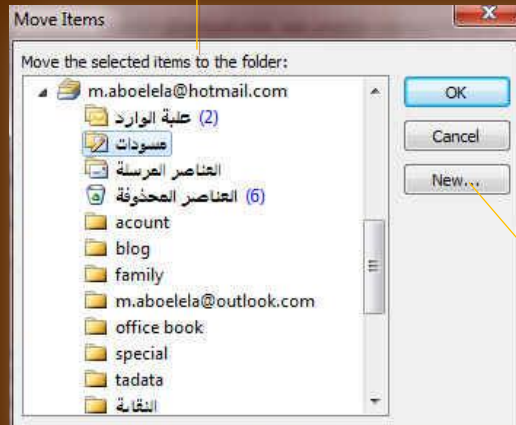 Move Items
Move the selected items to the folder:
m.aboelela@hotmail.com
علبة الوارد (2)
مسودات
العناصر المرسلة
العناصر المحذوفة (6)
acount
blog
family
m.aboelela@outlook.com
office book
special
tadata
النقابة
OK
Cancel
New...